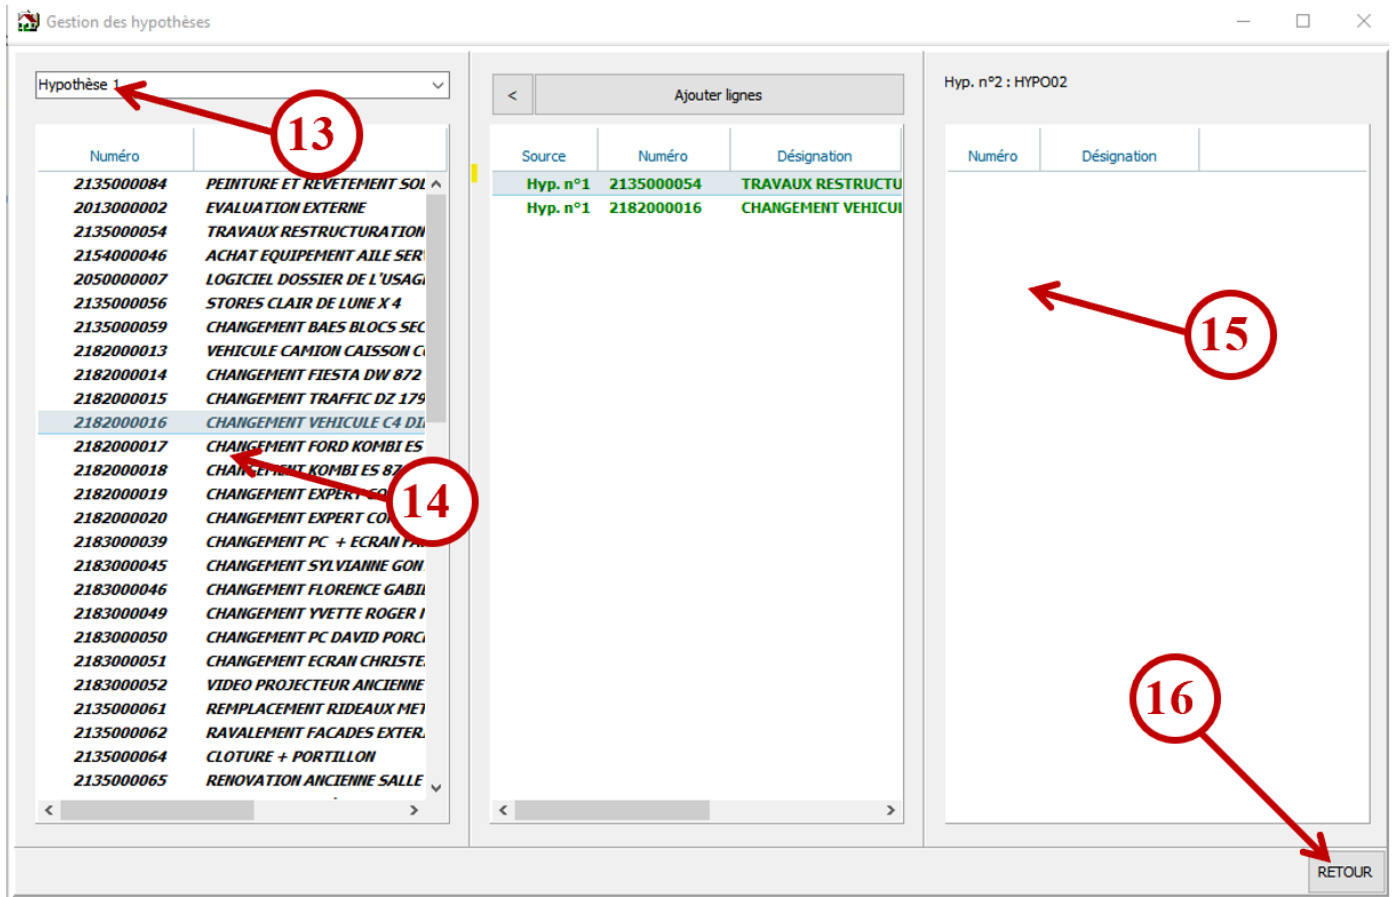 Gestion des hypothèses
Hypothèse 1
13
Numéro
2135000084 PEINTURE ET REVETEMENT SOL
2013000002 EVALUATION EXTERNE
2135000054 TRAVAUX RESTRUCTURATION
2154000046 ACHAT EQUIPEMENT AILE SER
2050000007 LOGICIEL DOSSIER DE L'USAG
2135000056 STORES CLAIR DE LUNE X 4
2135000059 CHANGEMENT BAES BLOCS SEC
2182000013 VEHICULE CAMION CAISSON
2182000014 CHANGEMENT FIESTA DW 872
2182000015 CHANGEMENT TRAFFIC DZ 179
2182000016 CHANGEMENT VEHICULE C4 DI
2182000017 CHANGEMENT FORD KOMBI ES
2182000018 CHANGEMENT KOMBI ES 87
2182000019 CHANGEMENT EXPERT
14
2182000020 CHANGEMENT EXPERT
2183000039 CHANGEMENT PC + ECRAN
2183000045 CHANGEMENT SYLVIANNE GON
2183000046 CHANGEMENT FLORENCE GABI
2183000049 CHANGEMENT YVETTE ROGER
2183000050 CHANGEMENT PC DAVID PORC
2183000051 CHANGEMENT ECRAN CHRISTE
2183000052 VIDEO PROJECTEUR ANCIENNE
2135000061 REMPLACEMENT RIDEAUX MET
2135000062 RAVALEMENT FACADES EXTER
2135000064 CLOTURE + PORTILLON
2135000065 RENOVATION ANCIENNE SALLE
< Ajouter lignes
Source Numéro Désignation
Hyp. n°1 2135000054 TRAVAUX RESTRUCTU
Hyp. n°1 2182000016 CHANGEMENT VEHICUL
Hyp. n°2 : HYPO02
Numéro Désignation
15
16
RETOUR